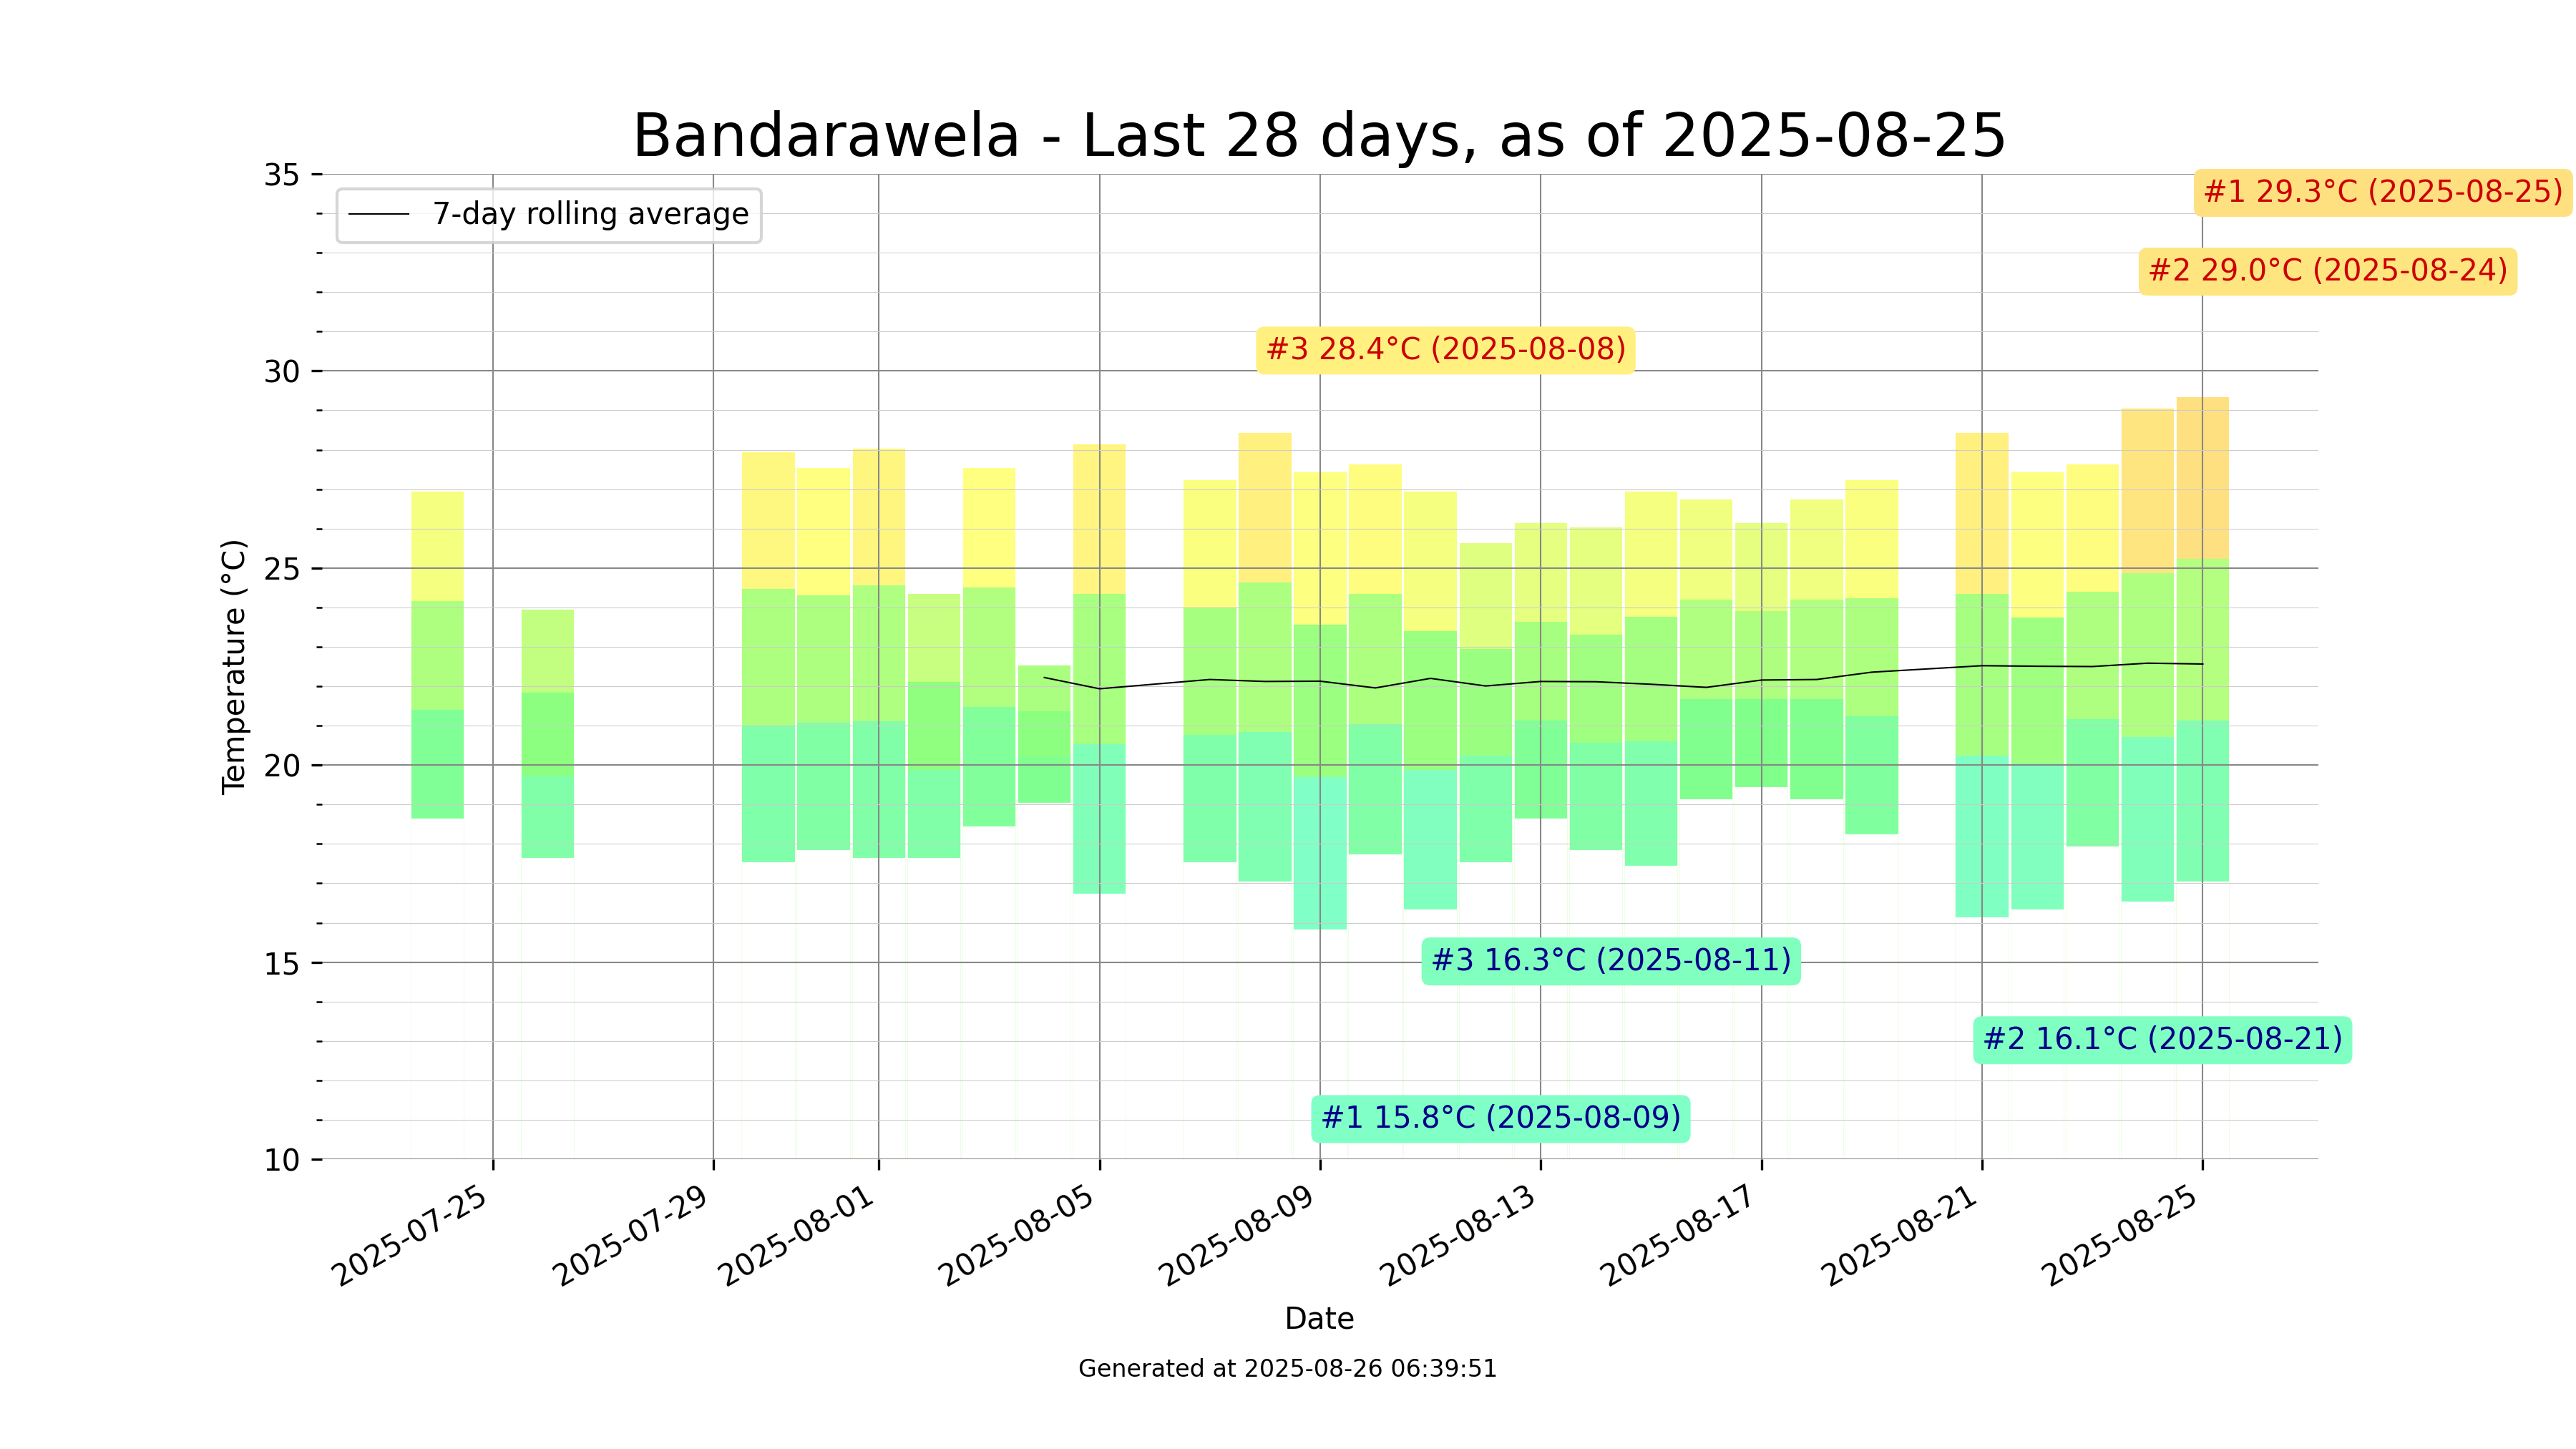 Bandarawela - Last 28 days, as of 2025-08-25
7-day rolling average
#1 29.3°C (2025-08-25)
#2 29.0°C (2025-08-24)
#3 28.4°C (2025-08-08)
#3 16.3°C (2025-08-11)
#2 16.1°C (2025-08-21)
#1 15.8°C (2025-08-09)
Temperature (°C)
35
30
25
20
15
10
2025-07-25
2025-07-29
2025-08-01
2025-08-05
2025-08-09
2025-08-13
2025-08-17
2025-08-21
2025-08-25
Date
Generated at 2025-08-26 06:39:51